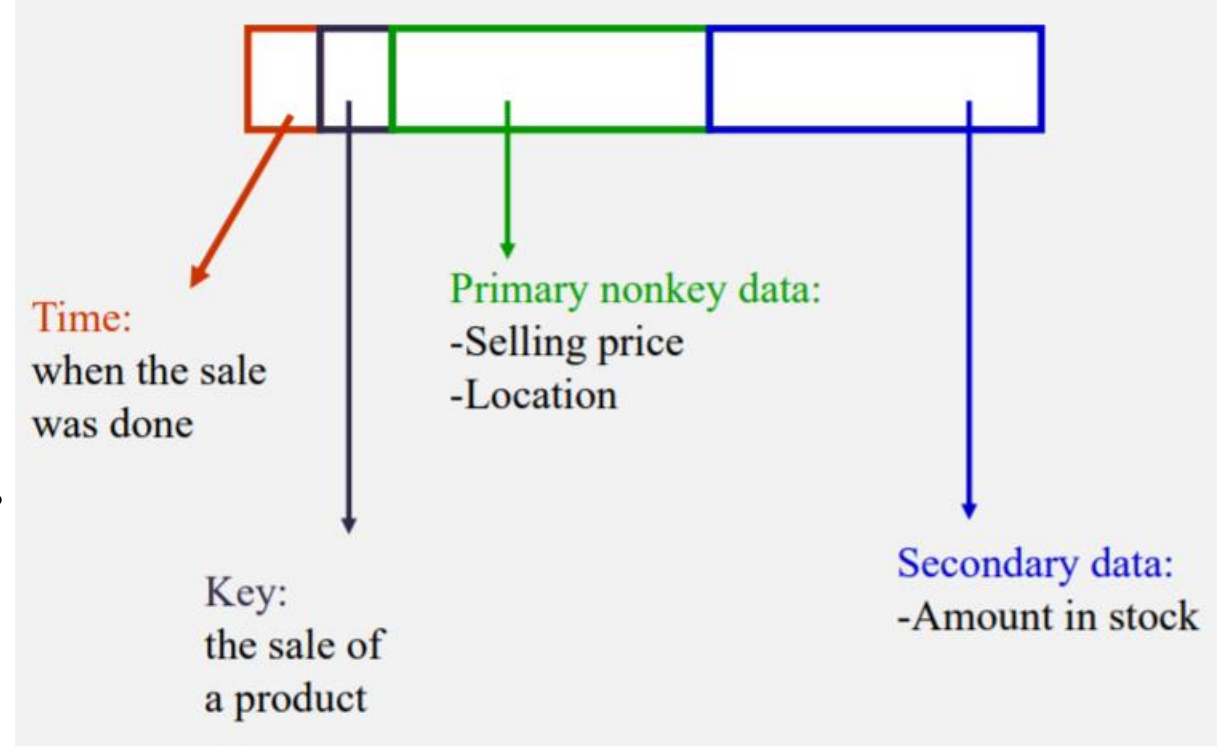 Time:
when the sale
was done
Key:
the sale of
a product
Primary nonkey data:
-Selling price
-Location
Secondary data:
-Amount in stock